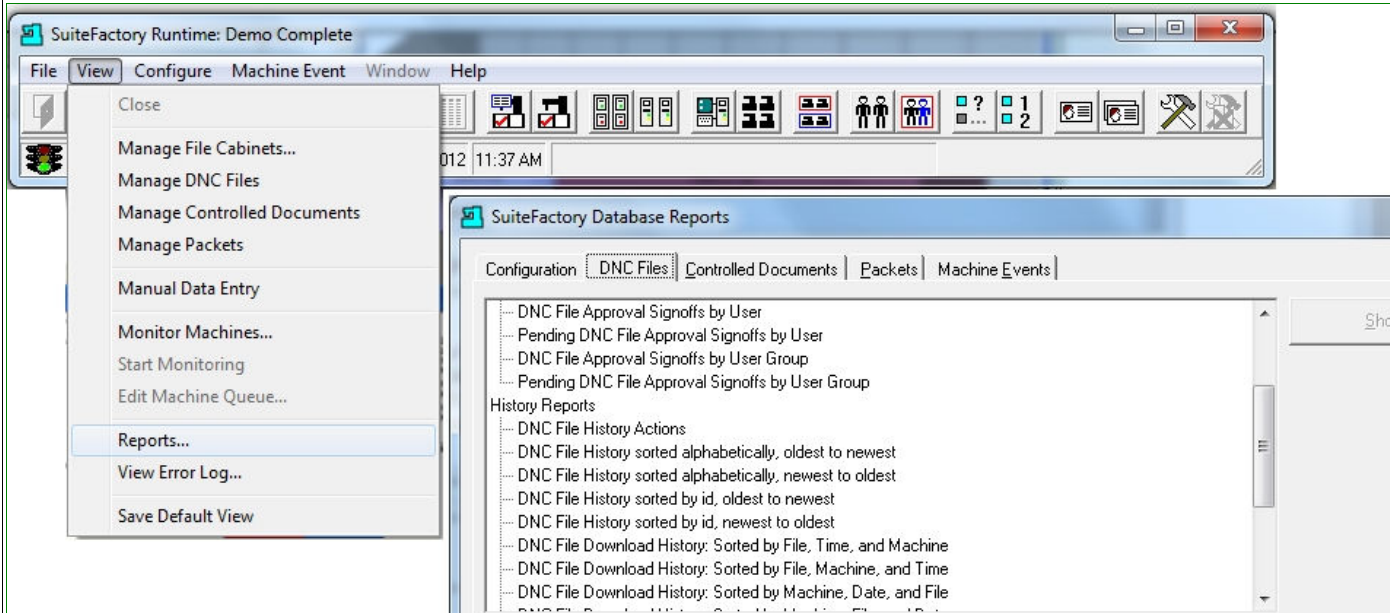 SuiteFactory Runtime: Demo Complete
File View Configure Machine Event Window Help
Close
Manage File Cabinets...
Manage DNC Files
Manage Controlled Documents
Manage Packets
Manual Data Entry
Monitor Machines...
Start Monitoring
Edit Machine Queue...
Reports...
View Error Log...
Save Default View
? 1
... 2
012 11:37 AM
SuiteFactory Database Reports
Configuration DNC Files Controlled Documents Packets Machine Events
DNC File Approval Signoffs by User
Pending DNC File Approval Signoffs by User
DNC File Approval Signoffs by User Group
Pending DNC File Approval Signoffs by User Group
History Reports
DNC File History Actions
DNC File History sorted alphabetically, oldest to newest
DNC File History sorted alphabetically, newest to oldest
DNC File History sorted by id, oldest to newest
DNC File History sorted by id, newest to oldest
DNC File Download History: Sorted by File, Time, and Machine
DNC File Download History: Sorted by File, Machine, and Time
DNC File Download History: Sorted by Machine, Date, and File
Sho